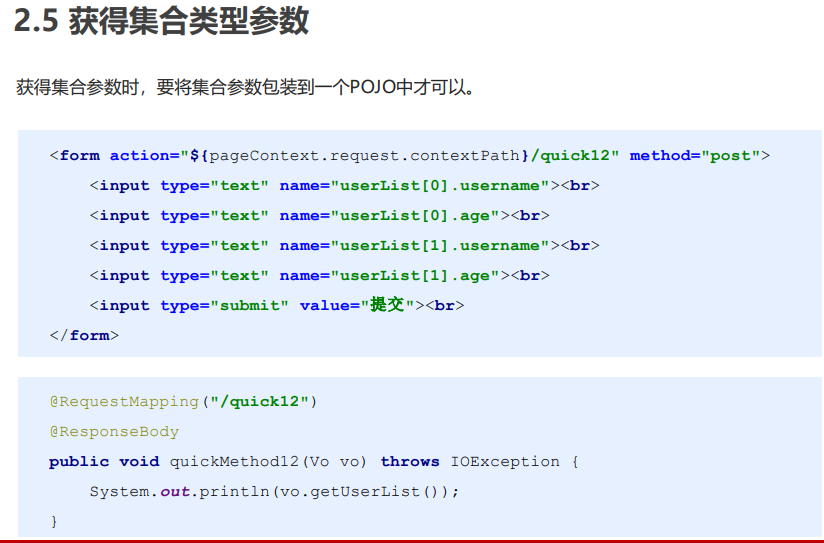 2.5 获得集合类型参数
获得集合参数时，要将集合参数包装到一个POJO中才可以。
<form action="${pageContext.request.contextPath}/quick12" method="post">
    <input type="text" name="userList[0].username"><br>
    <input type="text" name="userList[0].age"><br>
    <input type="text" name="userList[1].username"><br>
    <input type="text" name="userList[1].age"><br>
    <input type="submit" value="提交"><br>
</form>
@RequestMapping("/quick12")
@ResponseBody
public void quickMethod12(Vo vo) throws IOException {
    System.out.println(vo.getUserList());
}